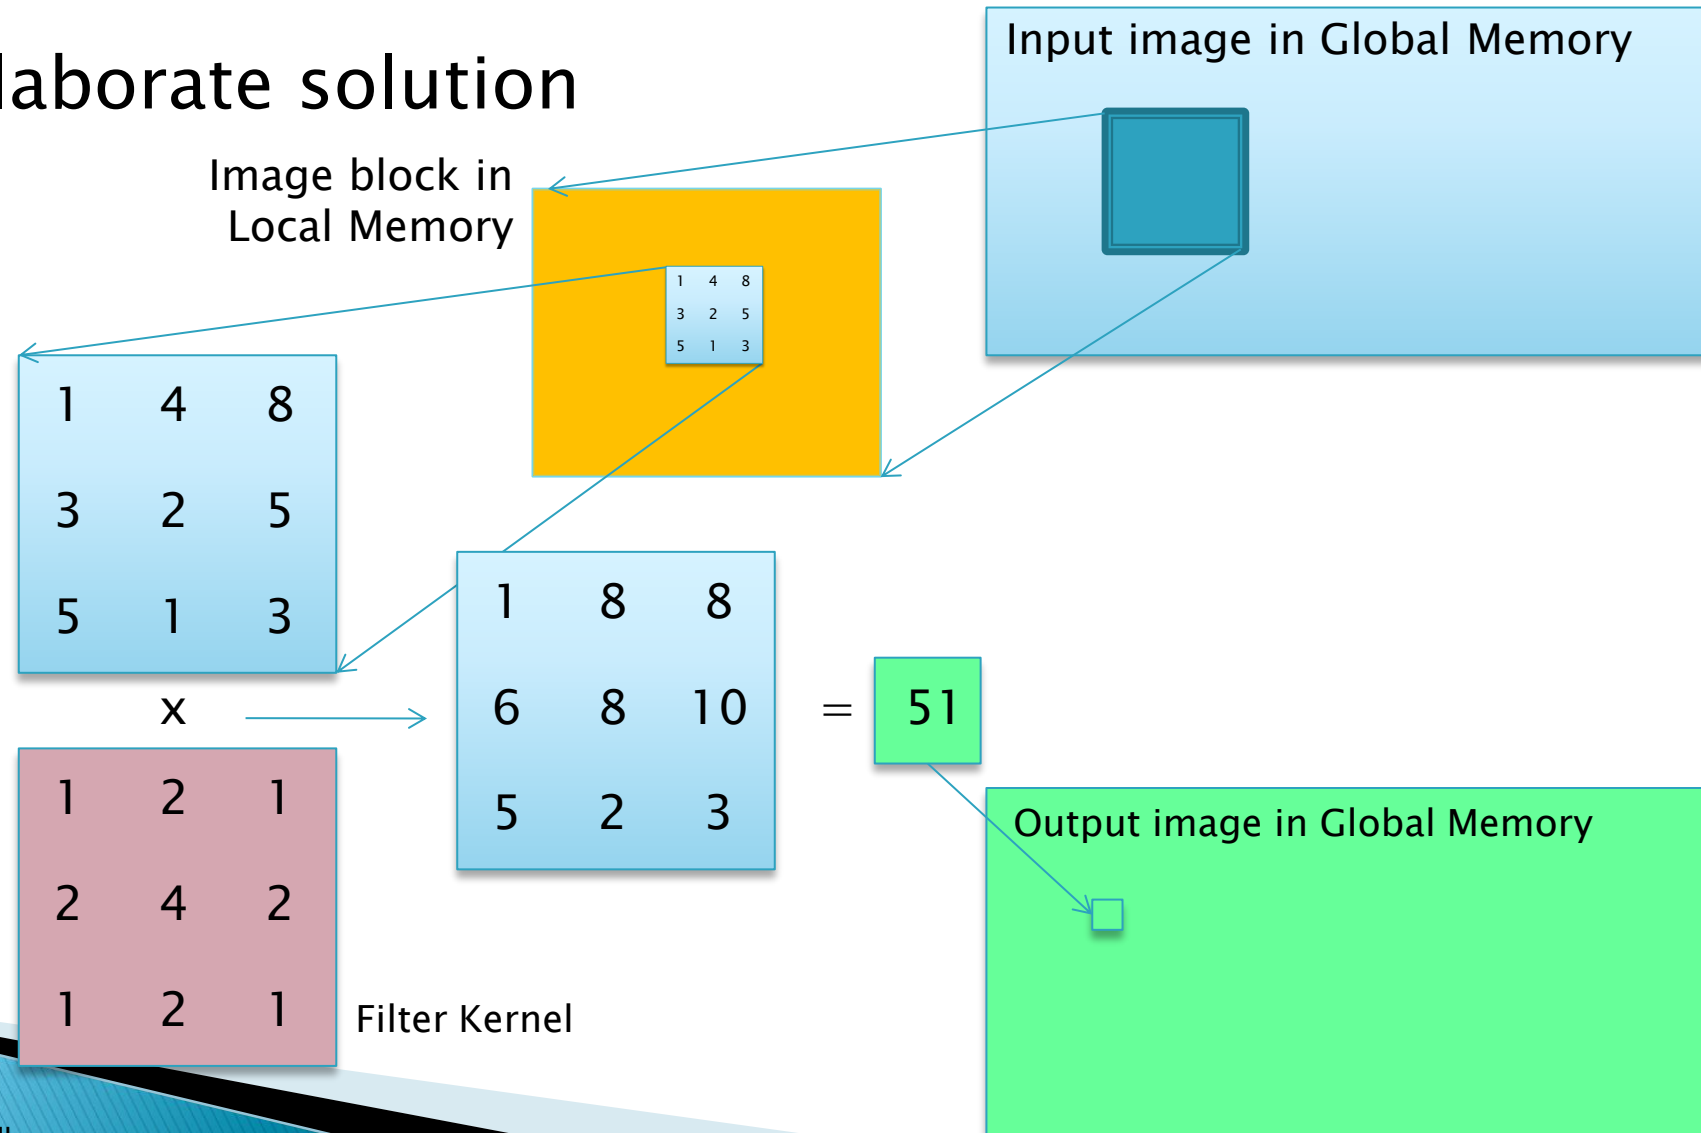 laborate solution
Input image in Global Memory
Image block in
Local Memory
1 4 8
3 2 5
5 1 3
1 4 8
3 2 5
5 1 3
x
1 8 8
6 8 10
5 2 3
= 51
1 2 1
2 4 2
1 2 1
Filter Kernel
Output image in Global Memory